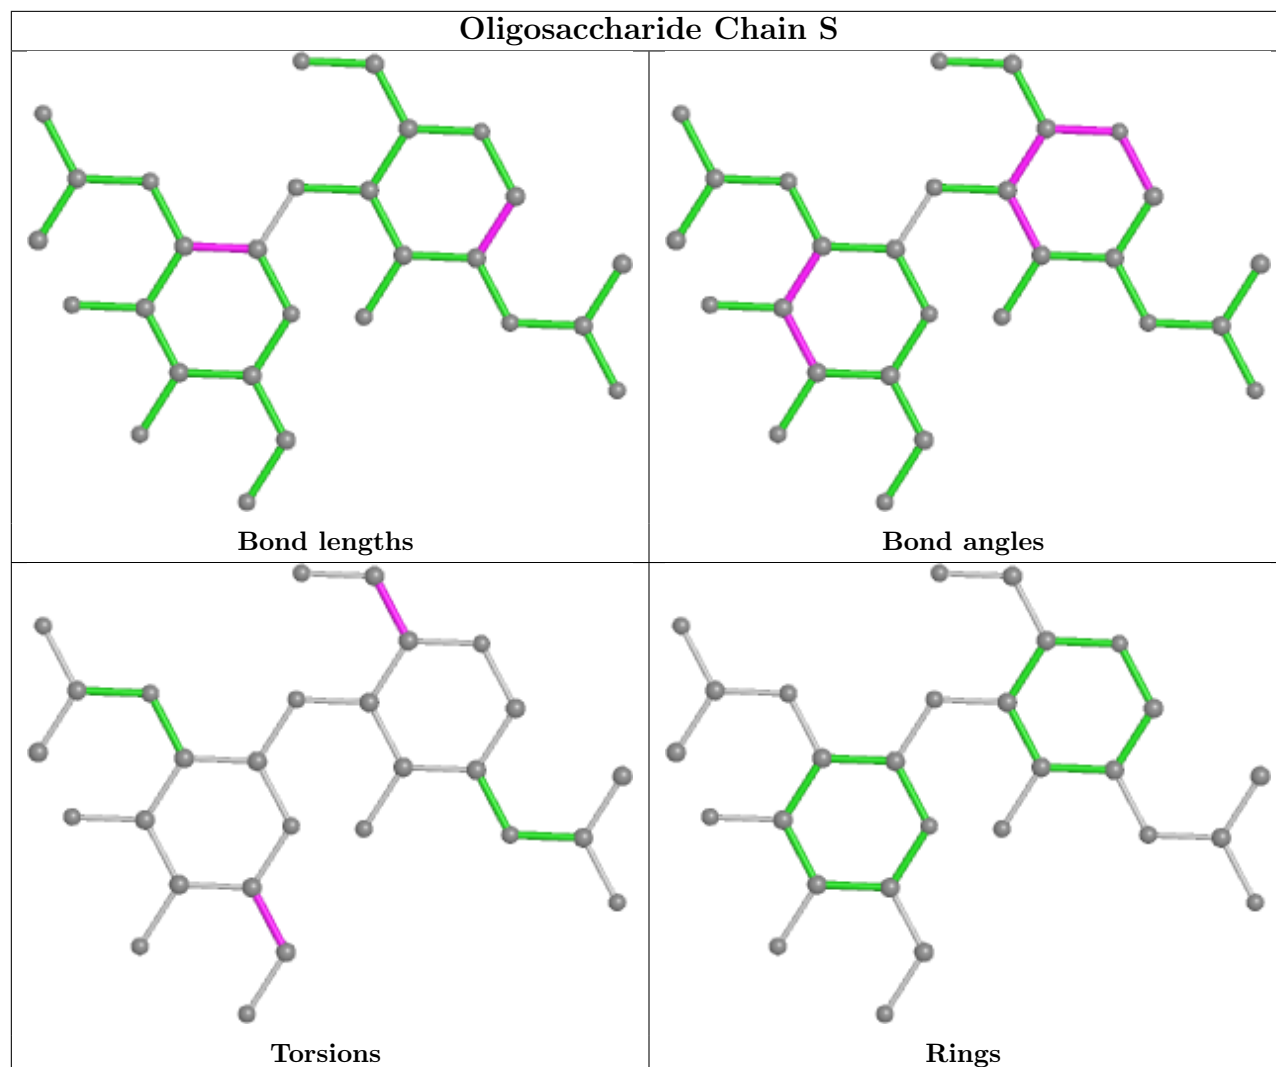 Oligosaccharide Chain S
Bond lengths
Bond angles
Torsions
Rings